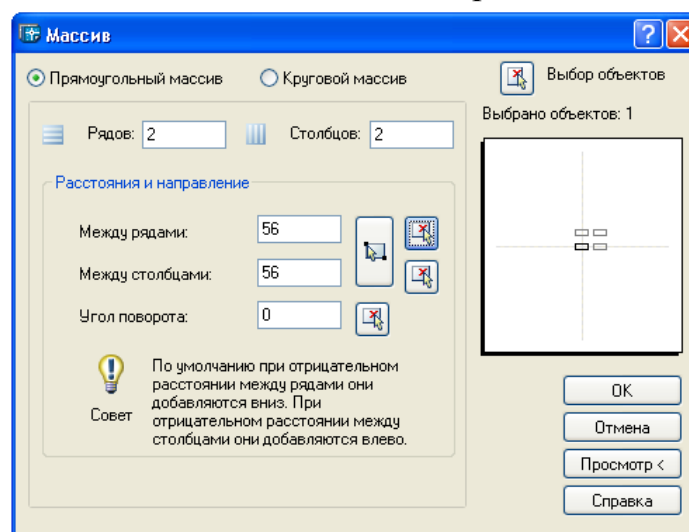 Массив
Прямоугольный массив Круговой массив Выбор объектов
Выбрано объектов: 1
Рядов: 2 Столбцов: 2
Расстояния и направление
Между рядами: 56
Между столбцами: 56
Угол поворота: 0
Совет
По умолчанию при отрицательном
расстоянии между рядами они
добавляются вниз. При
отрицательном расстоянии между
столбцами они добавляются влево.
OK
Отмена
Просмотр <
Справка